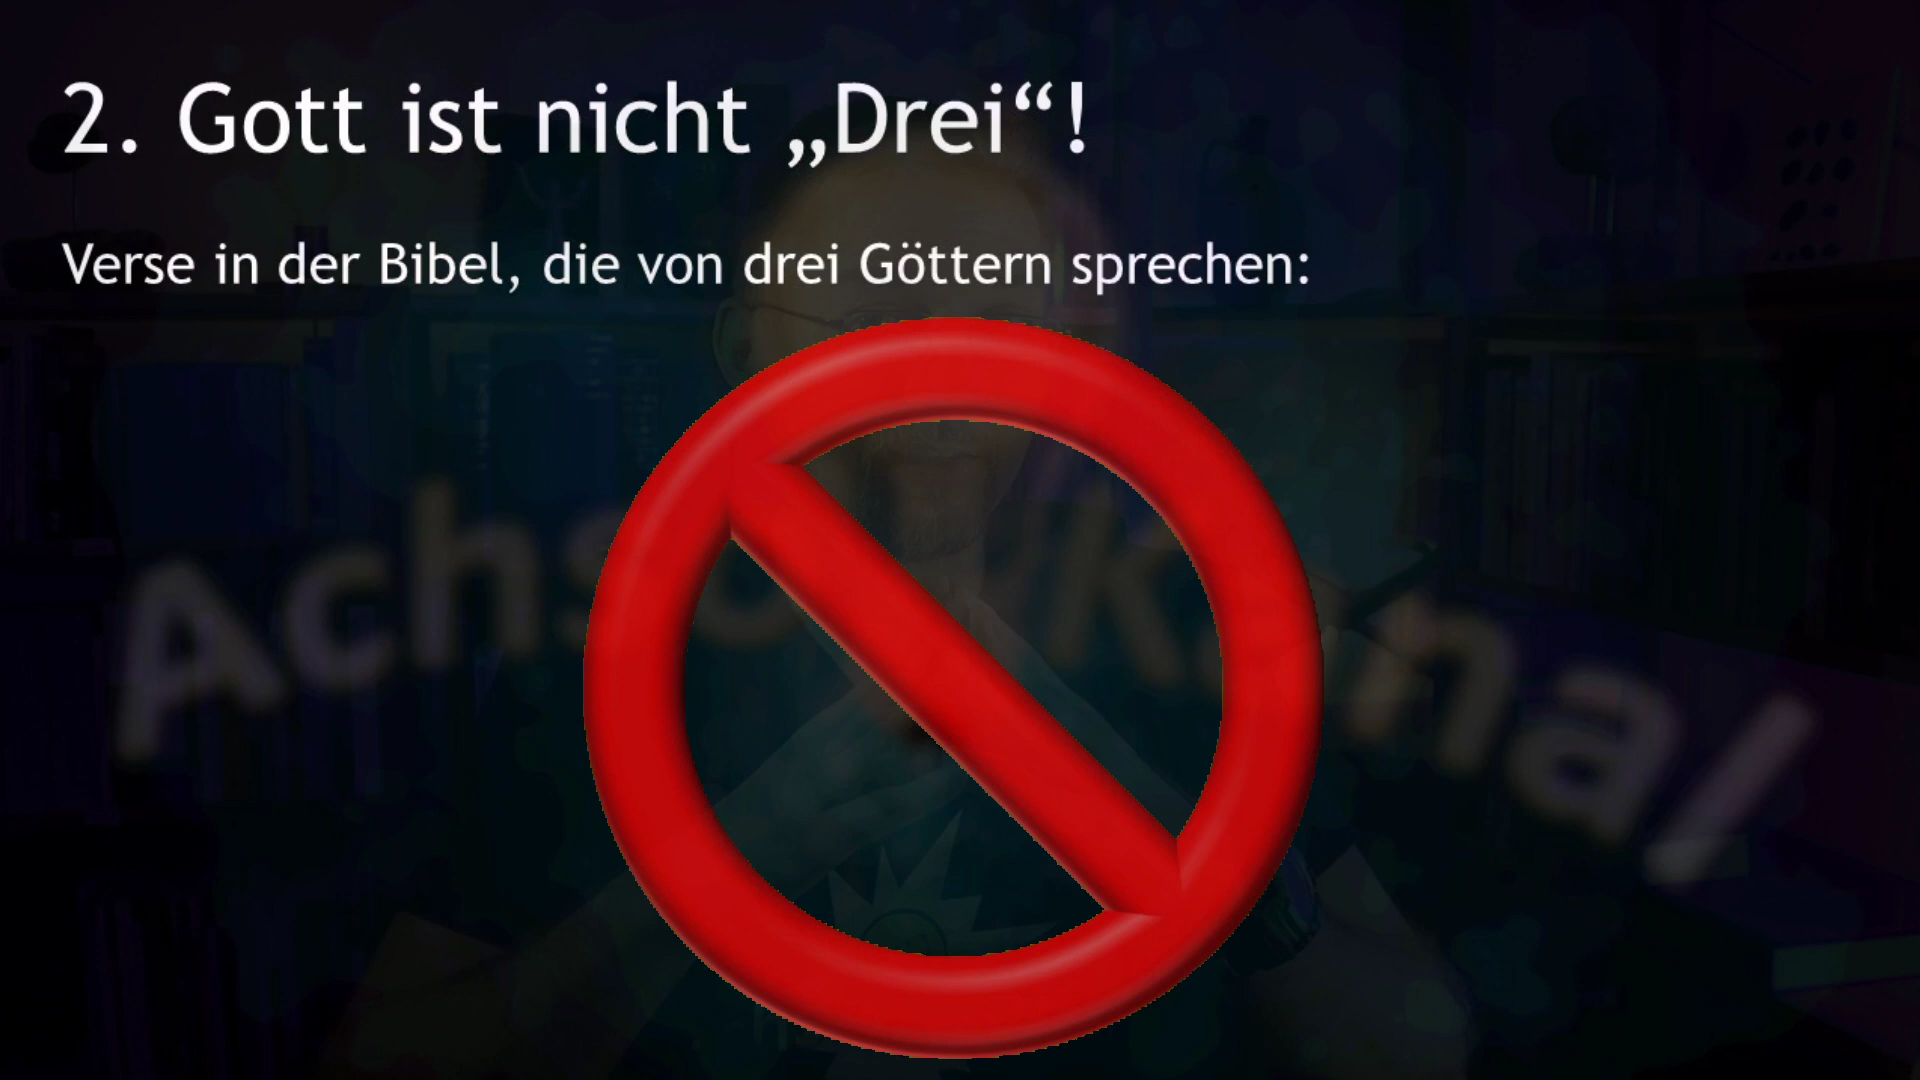 2. Gott ist nicht „Drei“!
Verse in der Bibel, die von drei Göttern sprechen: